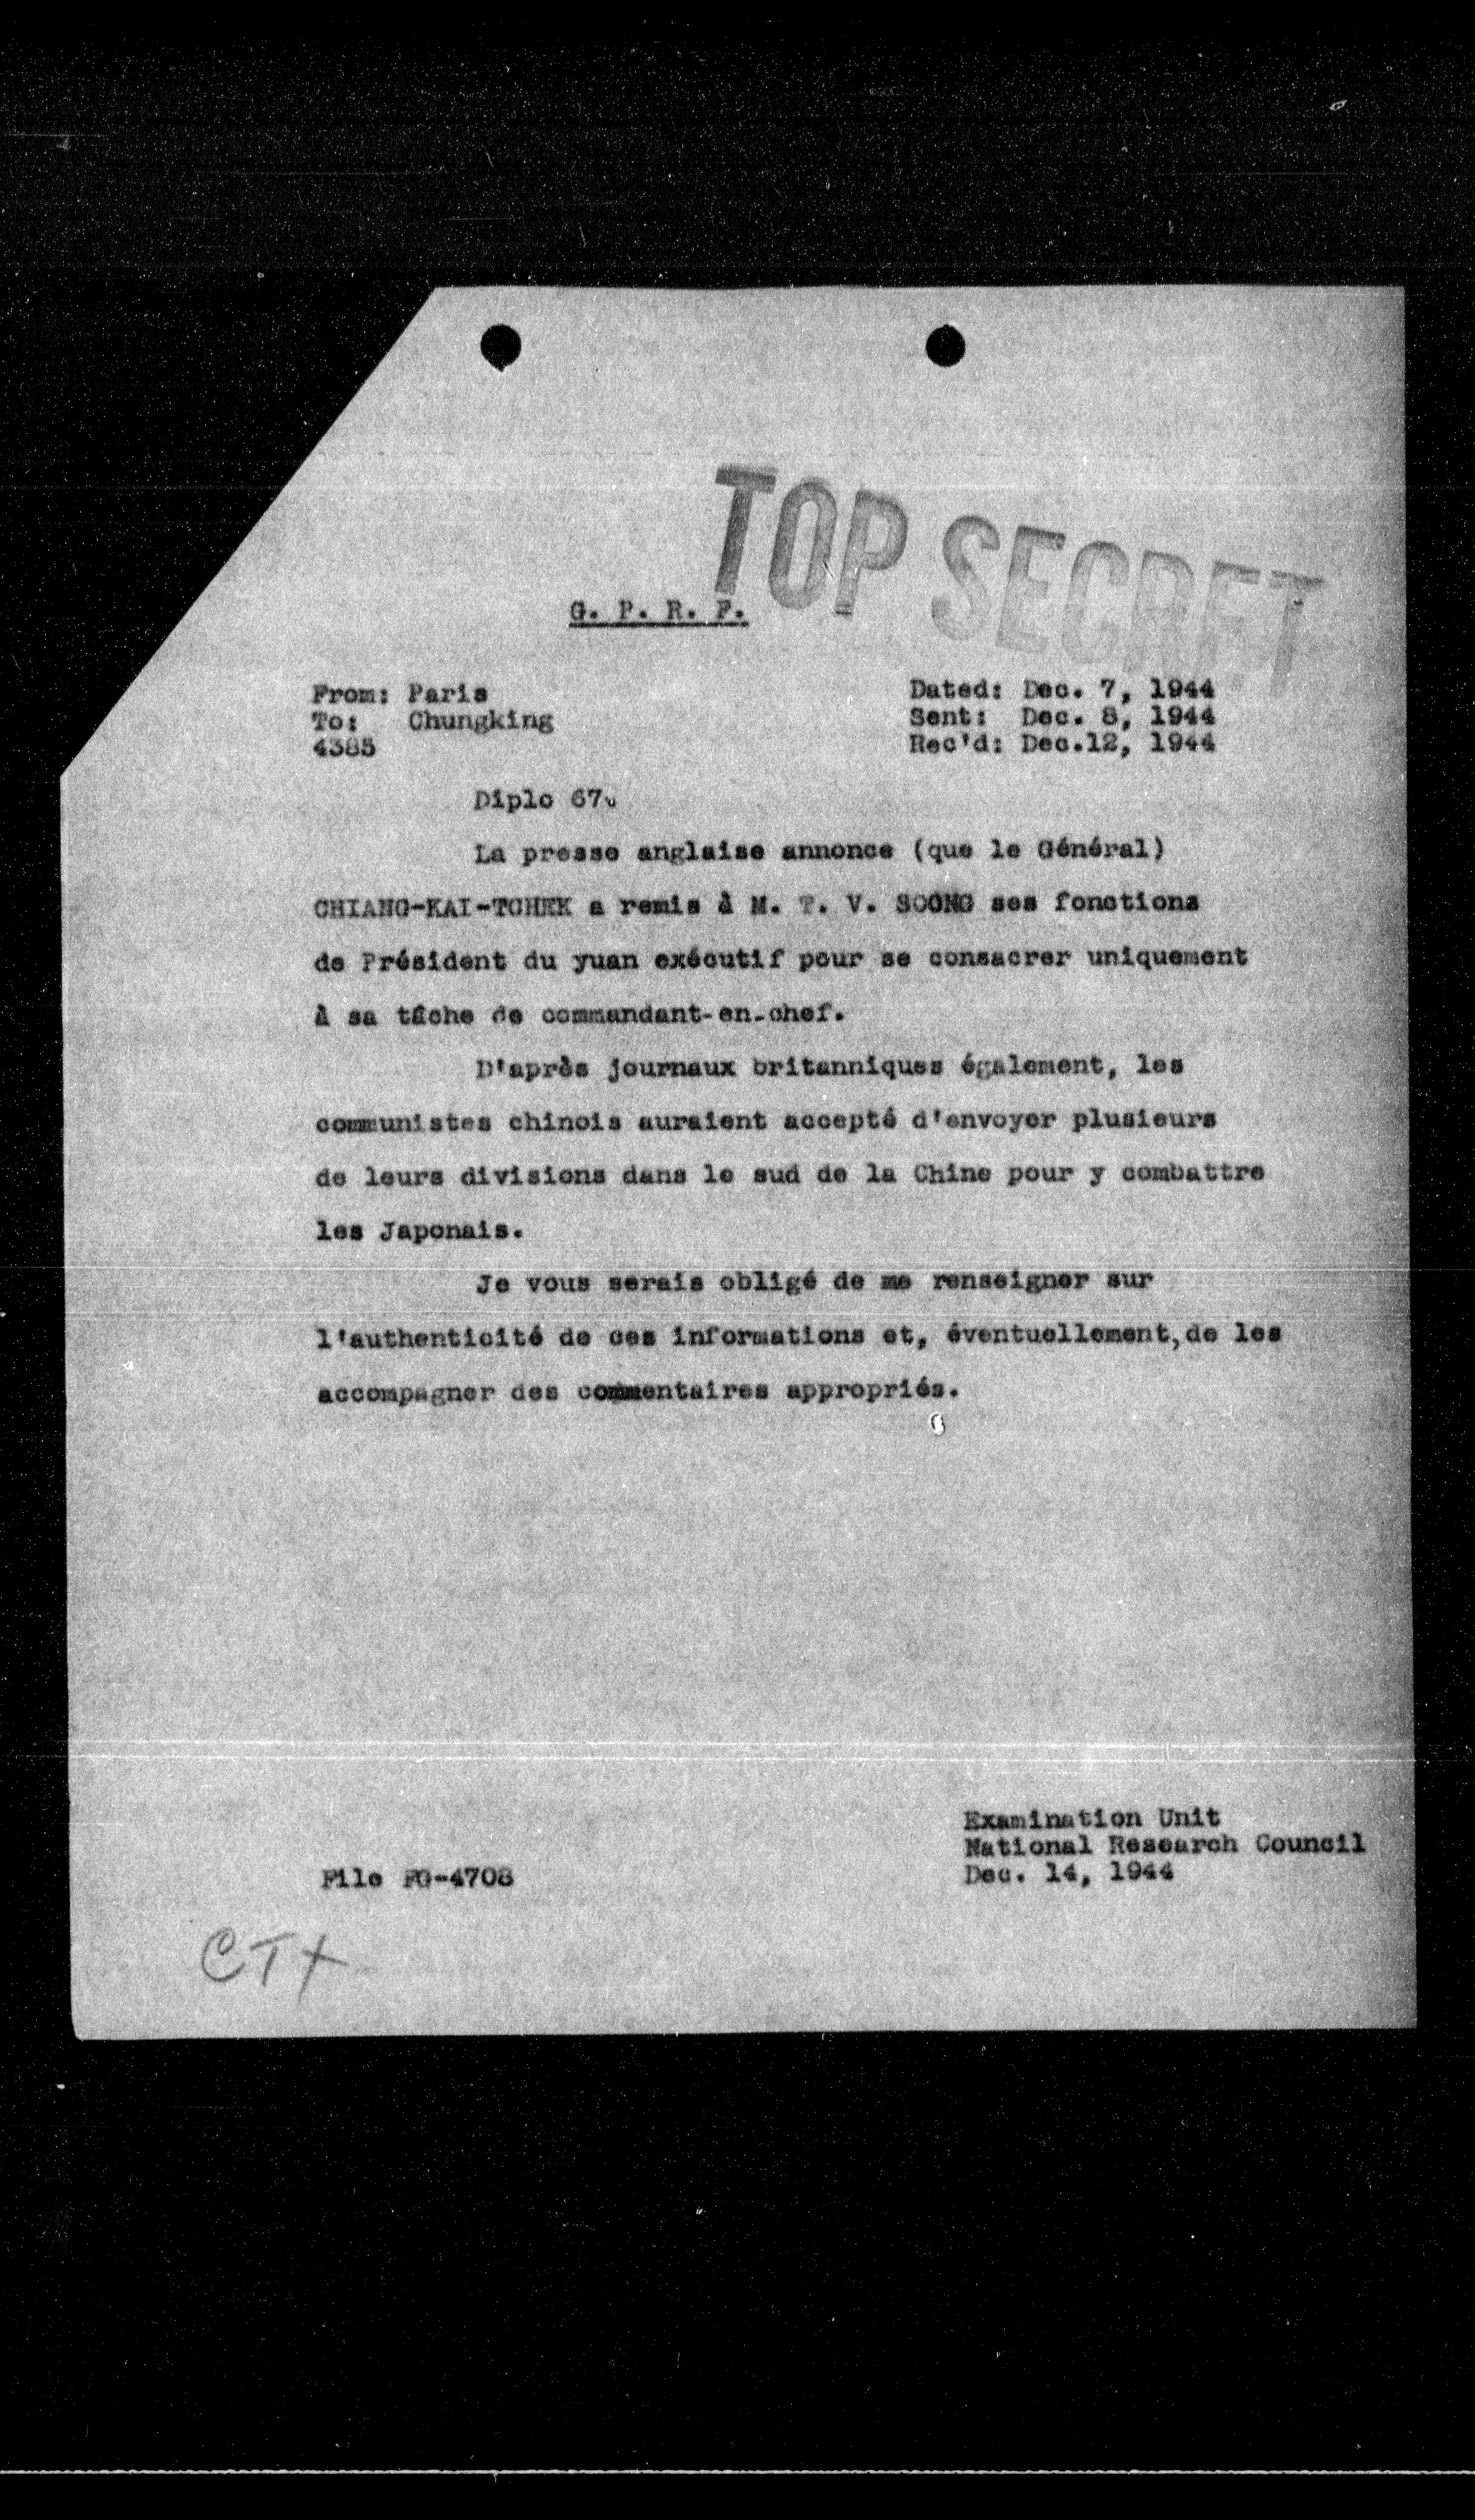 TOP SECRET
G. P. R. F.
From: Paris
To: Chungking
4385
Dated: Dec. 7, 1944
Sent: Dec. 8, 1944
Rec'd: Dec.12, 1944
Diplo 67.
La presse anglaise annonce (que le Général)
CHIANG-KAI-TCHEK a remis à M. T. V. SOONG ses fonctions
de Président du yuan exécutif pour se consacrer uniquement
à sa tâche de commandant-en-chef.
D'après journaux britanniques également, les
communistes chinois auraient accepté d'envoyer plusieurs
de leurs divisions dans le sud de la Chine pour y combattre
les Japonais.
Je vous serais obligé de me renseigner sur
l'authenticité de ces informations et, éventuellement, de les
accompagner des commentaires appropriés.
Examination Unit
National Research Council
Dec. 14, 1944
File FG-4708
CTX